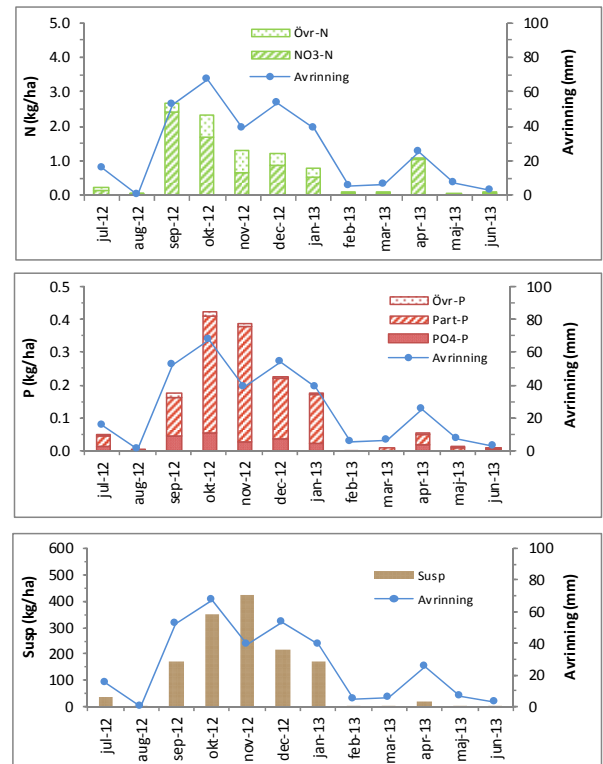 5.0
4.0
3.0
2.0
1.0
0.0
N (kg/ha)
Övr-N
NO3-N
Avrinning
100
80
60
40
20
0
Avrinning (mm)
jul-12
aug-12
sep-12
okt-12
nov-12
dec-12
jan-13
feb-13
mar-13
apr-13
maj-13
jun-13
0.5
0.4
0.3
0.2
0.1
0.0
P (kg/ha)
Övr-P
Part-P
PO4-P
Avrinning
100
80
60
40
20
0
Avrinning (mm)
jul-12
aug-12
sep-12
okt-12
nov-12
dec-12
jan-13
feb-13
mar-13
apr-13
maj-13
jun-13
600
500
400
300
200
100
0
Susp (kg/ha)
Susp
Avrinning
100
80
60
40
20
0
Avrinning (mm)
jul-12
aug-12
sep-12
okt-12
nov-12
dec-12
jan-13
feb-13
mar-13
apr-13
maj-13
jun-13